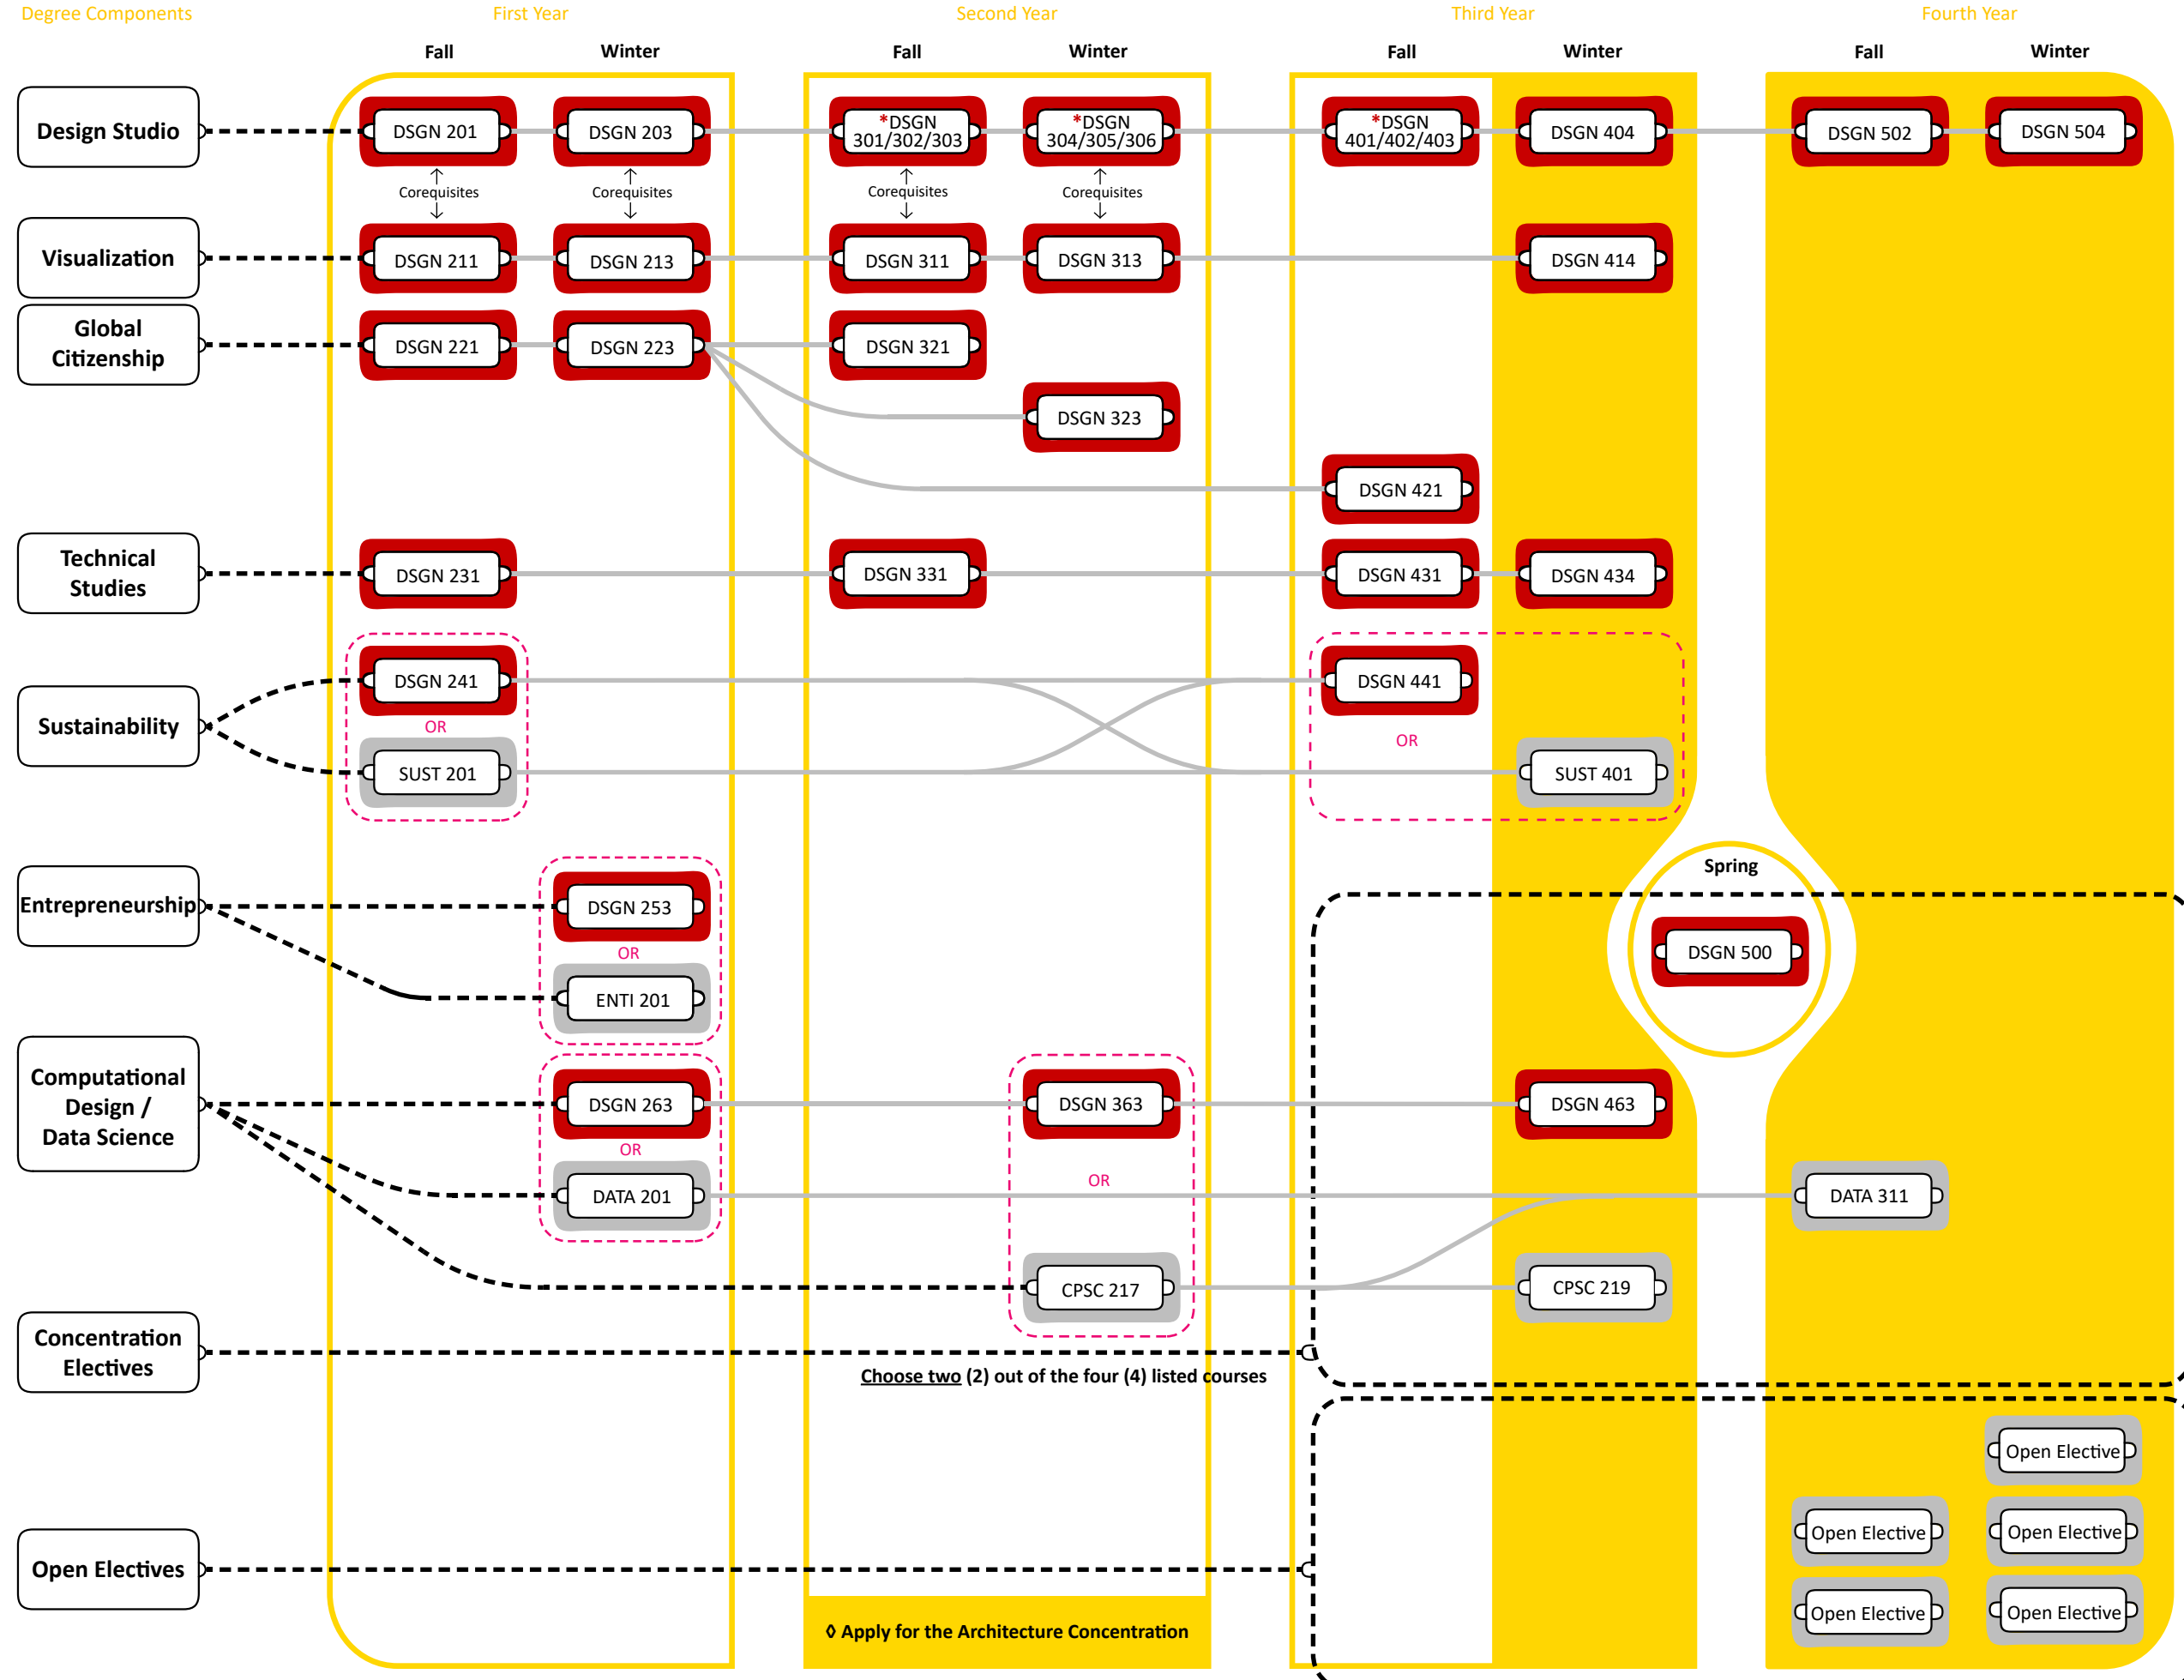 Degree Components
First Year
Second Year
Third Year
Fourth Year
Fall
Winter
Fall
Winter
Fall
Winter
Fall
Winter
Design Studio
DSGN 201
DSGN 203
*DSGN
301/302/303
*DSGN
304/305/306
*DSGN
401/402/403
DSGN 404
DSGN 502
DSGN 504
Corequisites
Corequisites
Corequisites
Corequisites
Visualization
DSGN 211
DSGN 213
DSGN 311
DSGN 313
DSGN 414
Global
Citizenship
DSGN 221
DSGN 223
DSGN 321
DSGN 323
DSGN 421
Technical
Studies
DSGN 231
DSGN 331
DSGN 431
DSGN 434
Sustainability
DSGN 241
OR
SUST 201
DSGN 441
OR
SUST 401
Spring
DSGN 500
Entrepreneurship
DSGN 253
OR
ENTI 201
Computational
Design /
Data Science
DSGN 263
OR
DATA 201
DSGN 363
OR
CPSC 217
DSGN 463
DATA 311
CPSC 219
Concentration
Electives
Choose two (2) out of the four (4) listed courses
Open Electives
Open Elective
Open Elective
Open Elective
Open Elective
Open Elective
◊ Apply for the Architecture Concentration